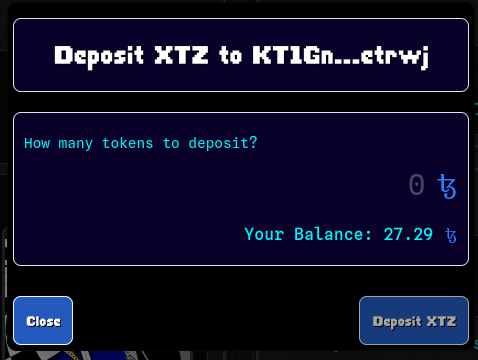 Deposit XTZ to KT1Gn...etrwj
How many tokens to deposit?
0 ꜩ
Your Balance: 27.29 ꜩ
Close
Deposit XTZ